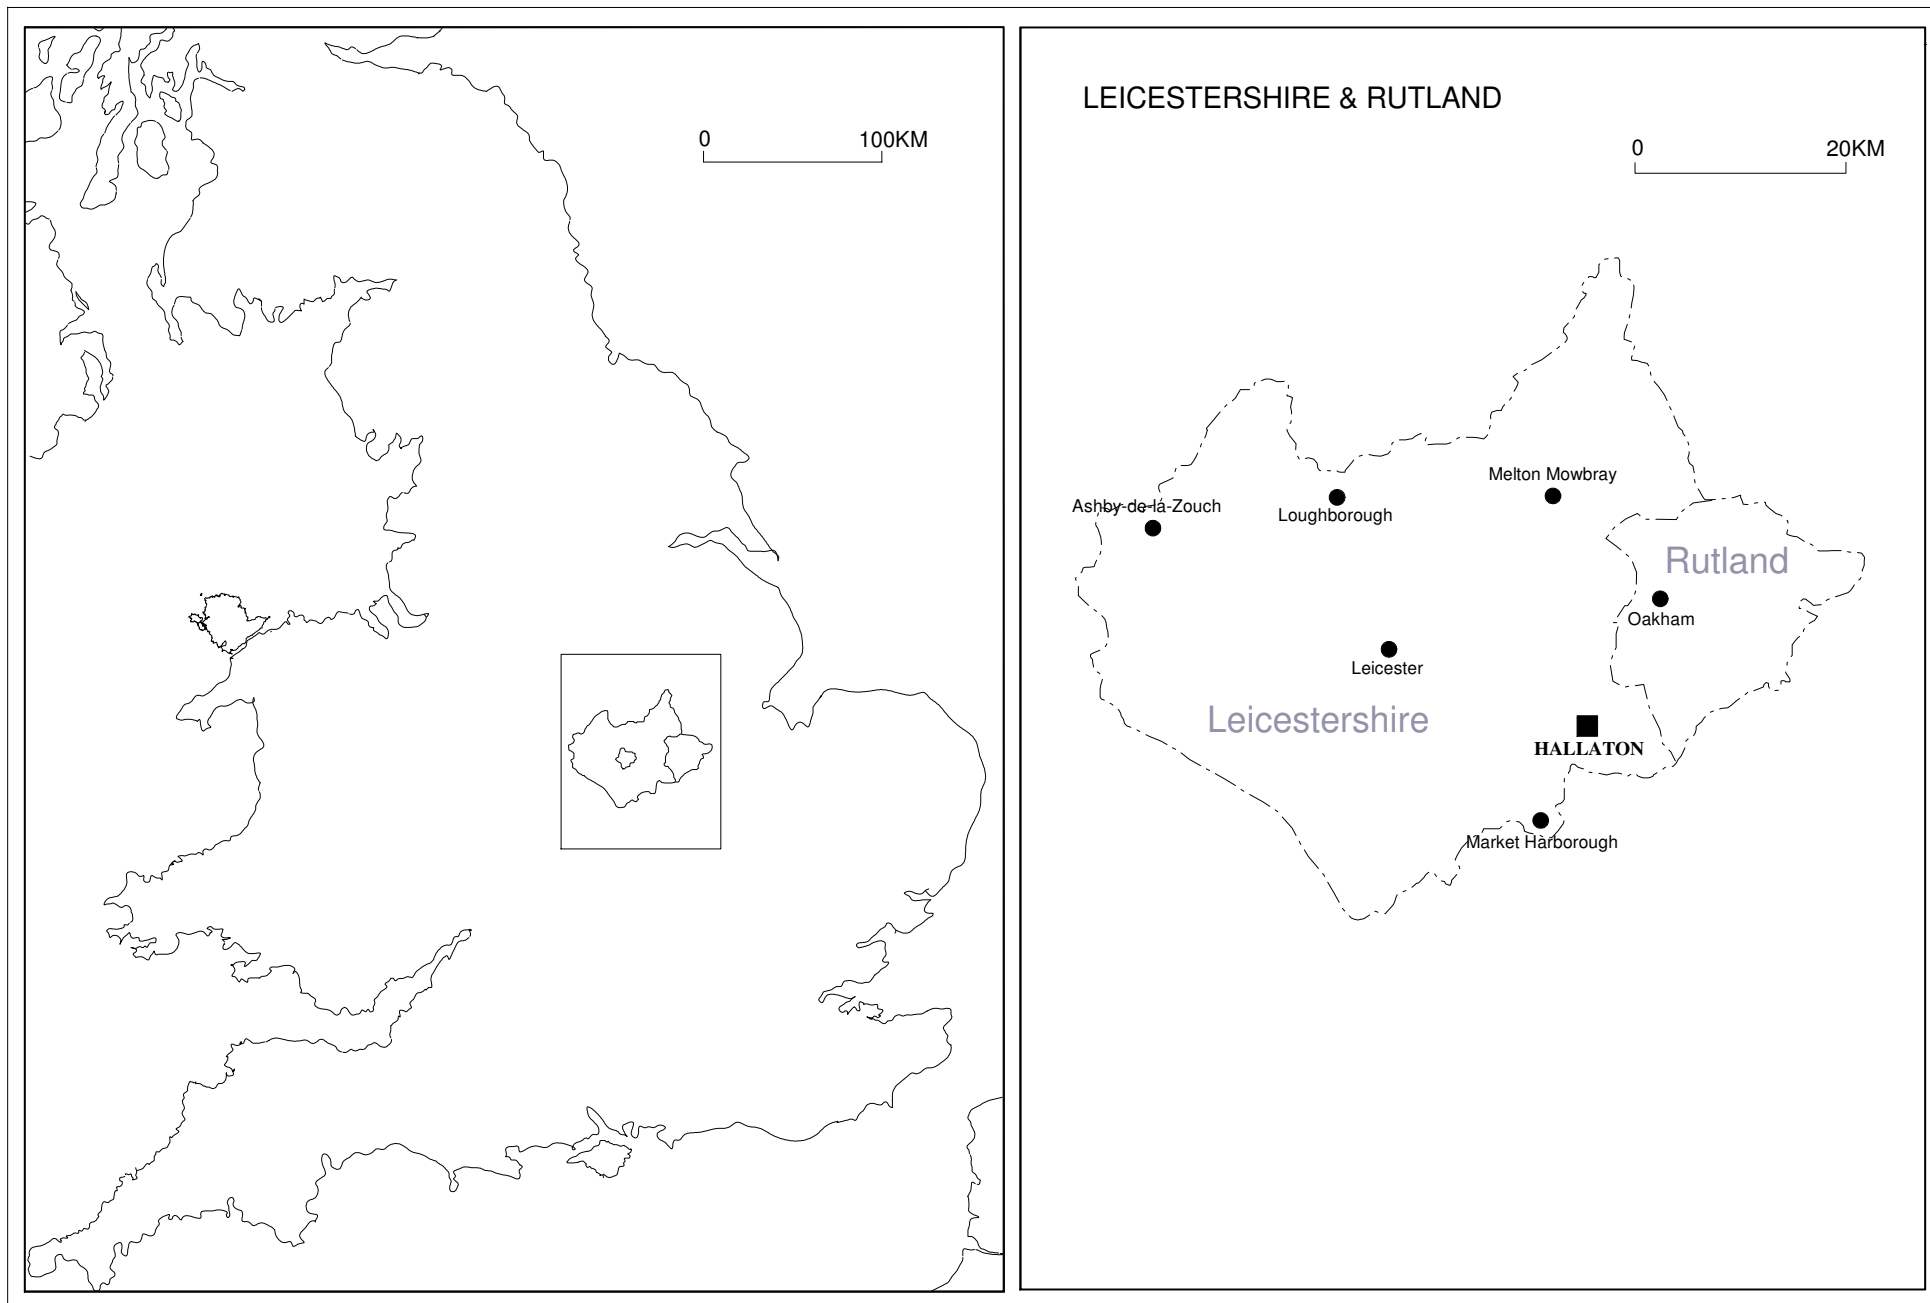 0 100KM
LEICESTERSHIRE & RUTLAND
0 20KM
Melton Mowbray
Ashby-de-la-Zouch
Loughborough
Rutland
Oakham
Leicester
Leicestershire
HALLATON
Market Harborough